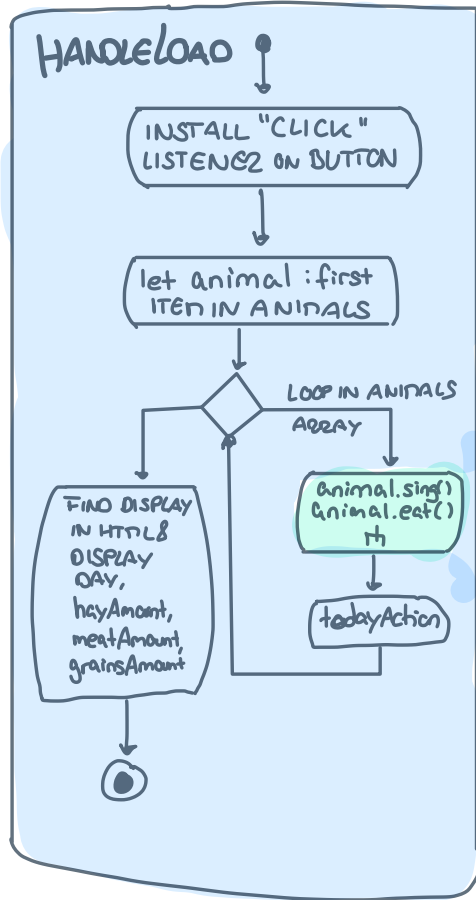 HANDLELOAD
INSTALL "CLICK"
LISTENER ON BUTTON
let animal : first
ITEM IN ANIMALS
LOOP IN ANIMALS
ARRAY
animal.sing()
animal.eat()
todayAction
FIND DISPLAY
IN HTML &
DISPLAY
DAY,
hayAmount,
meatAmount,
grainsAmount